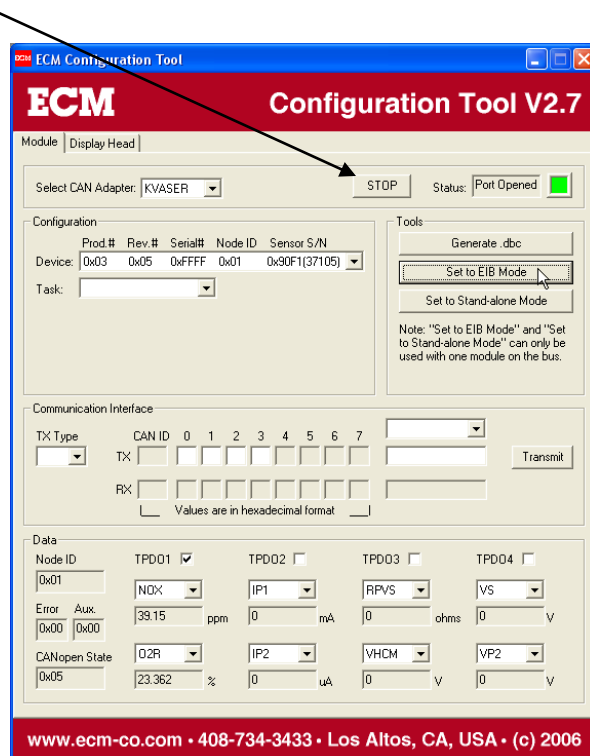 ECM ECM Configuration Tool
ECM Configuration Tool V2.7
Module Display Head
Select CAN Adapter: KVASER STOP Status: Port Opened
Configuration
Prod.# Rev.# Serial# Node ID Sensor S/N
Device: 0x03 0x05 0xFFFF 0x01 0x90F1(37105)
Task:
Tools
Generate .dbc
Set to EIB Mode
Set to Stand-alone Mode
Note: "Set to EIB Mode" and "Set
to Stand-alone Mode" can only be
used with one module on the bus.
Communication Interface
TX Type CAN ID 0 1 2 3 4 5 6 7
TX Transmit
RX
Values are in hexadecimal format
Data
Node ID TPDO1 TPDO2 TPDO3 TPDO4
0x01
NOX IP1 RPVS VS
Error Aux. 39.15 ppm 0 mA 0 ohms 0 V
0x00 0x00
CANopen State O2R IP2 VHCM VP2
0x05 23.362 % 0 uA 0 V 0 V
www.ecm-co.com • 408-734-3433 • Los Altos, CA, USA • (c) 2006